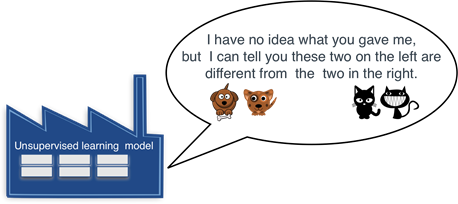 I have no idea what you gave me,
but I can tell you these two on the left are
different from the two in the right.
Unsupervised learning model